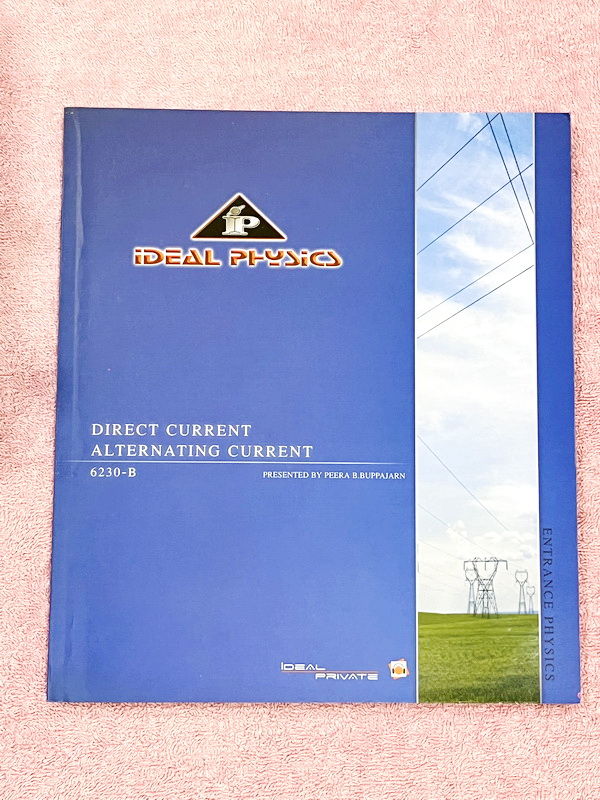 iP
iDEAL PHYSiCS
DIRECT CURRENT
ALTERNATING CURRENT
6230-B
PRESENTED BY PEERA B.BUPPAJARN
ENTRANCE PHYSICS
IDEAL
PRIVATE